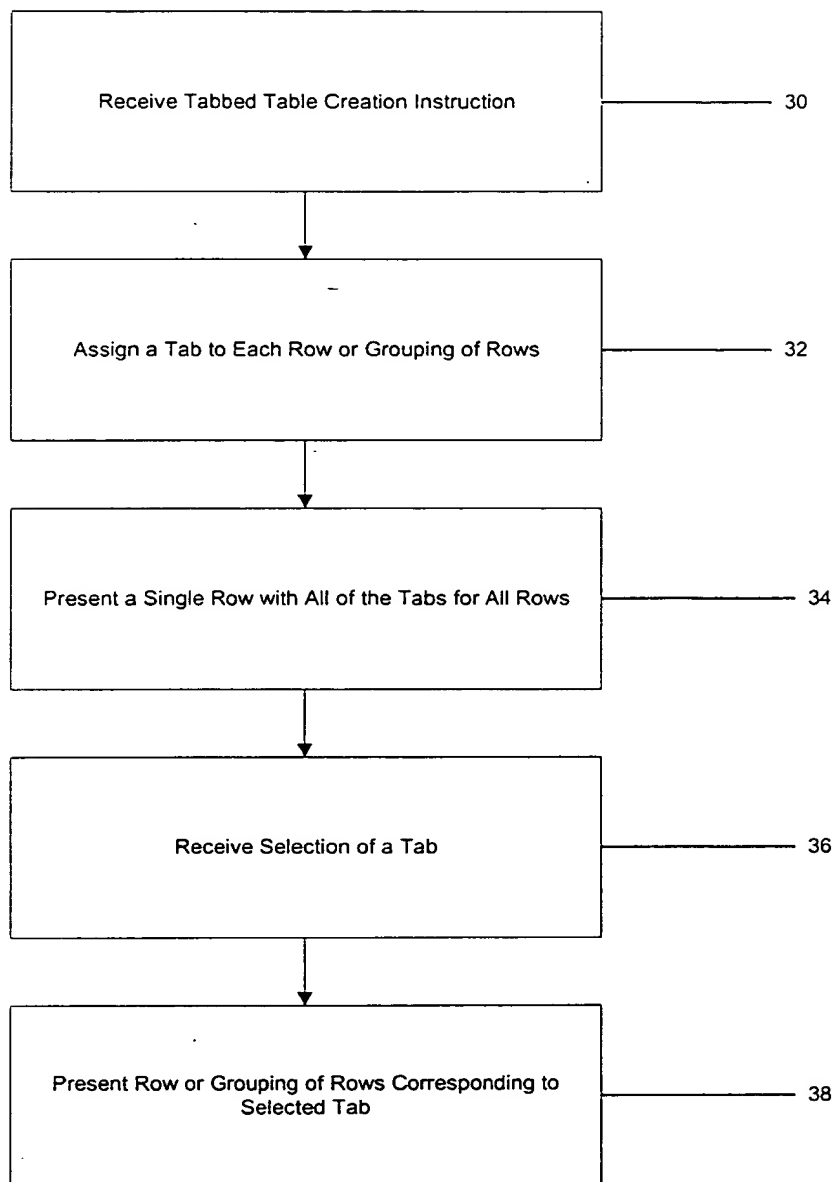 Receive Tabbed Table Creation Instruction
30
Assign a Tab to Each Row or Grouping of Rows
32
Present a Single Row with All of the Tabs for All Rows
34
Receive Selection of a Tab
36
Present Row or Grouping of Rows Corresponding to
Selected Tab
38